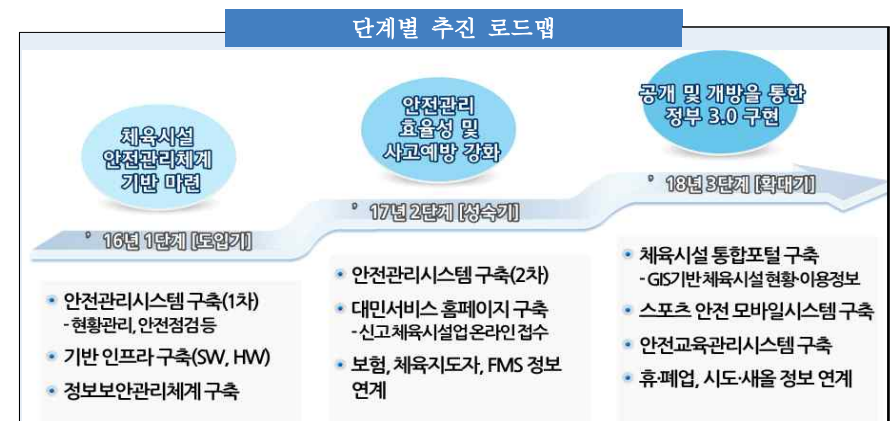 단계별 추진 로드맵
체육시설
안전관리체계
기반 마련
안전관리
효율성 및
사고예방 강화
공개 및 개방을 통한
정부 3.0 구현
’ 16년 1단계 [도입기]
’ 17년 2단계 [성숙기]
’ 18년 3단계 [확대기]
• 안전관리시스템 구축(1차)
- 현황관리, 안전점검 등
• 기반 인프라 구축(SW, HW)
• 정보보안관리체계 구축
• 안전관리시스템 구축(2차)
• 대민서비스 홈페이지 구축
- 신고체육시설업 온라인 접수
• 보험, 체육지도자, FMS 정보
연계
• 체육시설 통합포털 구축
- GIS기반 체육시설 현황·이용정보
• 스포츠 안전 모바일시스템 구축
• 안전교육관리시스템 구축
• 휴·폐업, 시도·새올 정보 연계